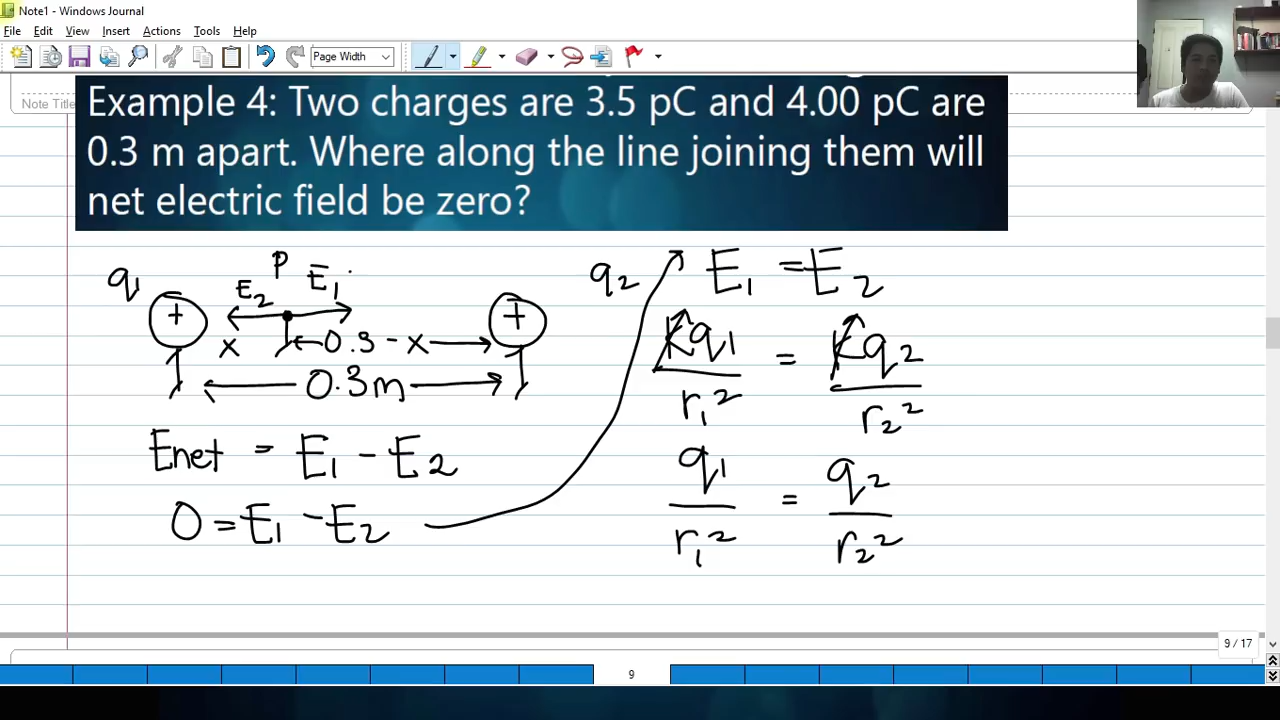 Note1 - Windows Journal
File Edit View Insert Actions Tools Help
Page Width
Note Title
Example 4: Two charges are 3.5 pC and 4.00 pC are
0.3 m apart. Where along the line joining them will
net electric field be zero?
q1 E2 P E1 q2
+ +
x 0.3 - x
0.3m
Enet = E1 - E2
0 = E1 - E2
E1 = E2
Kq1 / r1² = Kq2 / r2²
q1 / r1² = q2 / r2²
9 / 17
9